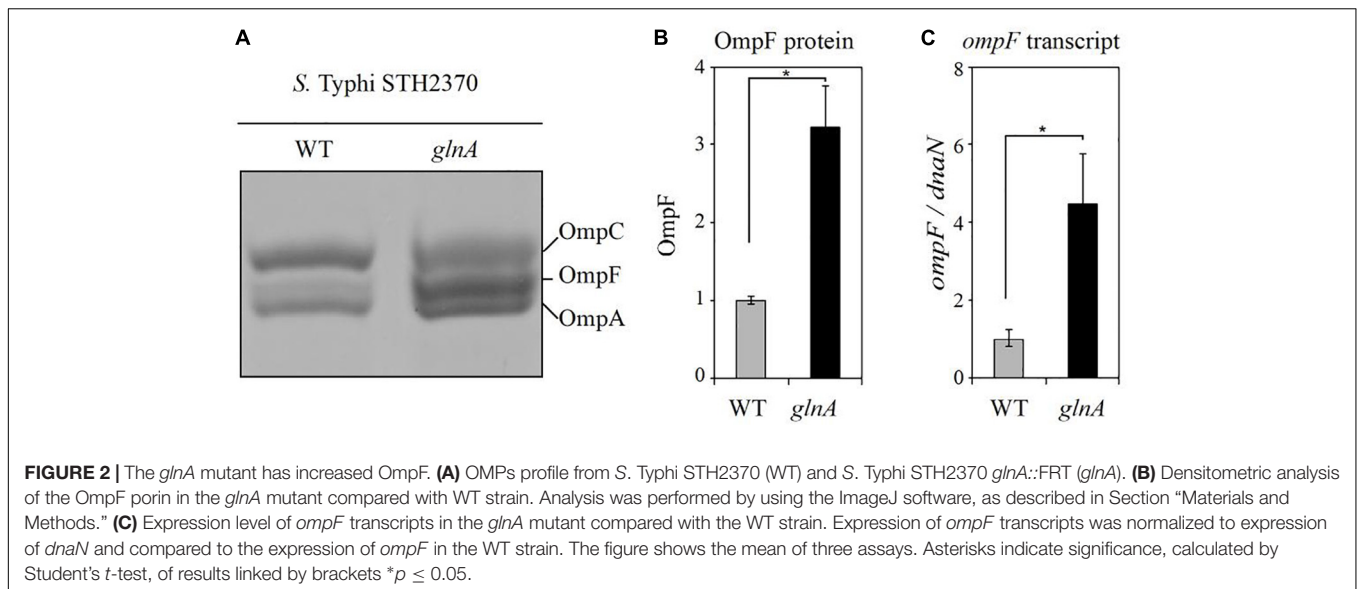 A
S. Typhi STH2370
WT glnA
OmpC
OmpF
OmpA
B
OmpF protein
4
3
2
1
0
OmpF
*
WT glnA
C
ompF transcript
8
6
4
2
0
ompF / dnaN
*
WT glnA
FIGURE 2 | The glnA mutant has increased OmpF. (A) OMPs profile from S. Typhi STH2370 (WT) and S. Typhi STH2370 glnA::FRT (glnA). (B) Densitometric analysis
of the OmpF porin in the glnA mutant compared with WT strain. Analysis was performed by using the ImageJ software, as described in Section “Materials and
Methods.” (C) Expression level of ompF transcripts in the glnA mutant compared with the WT strain. Expression of ompF transcripts was normalized to expression
of dnaN and compared to the expression of ompF in the WT strain. The figure shows the mean of three assays. Asterisks indicate significance, calculated by
Student’s t-test, of results linked by brackets *p ≤ 0.05.